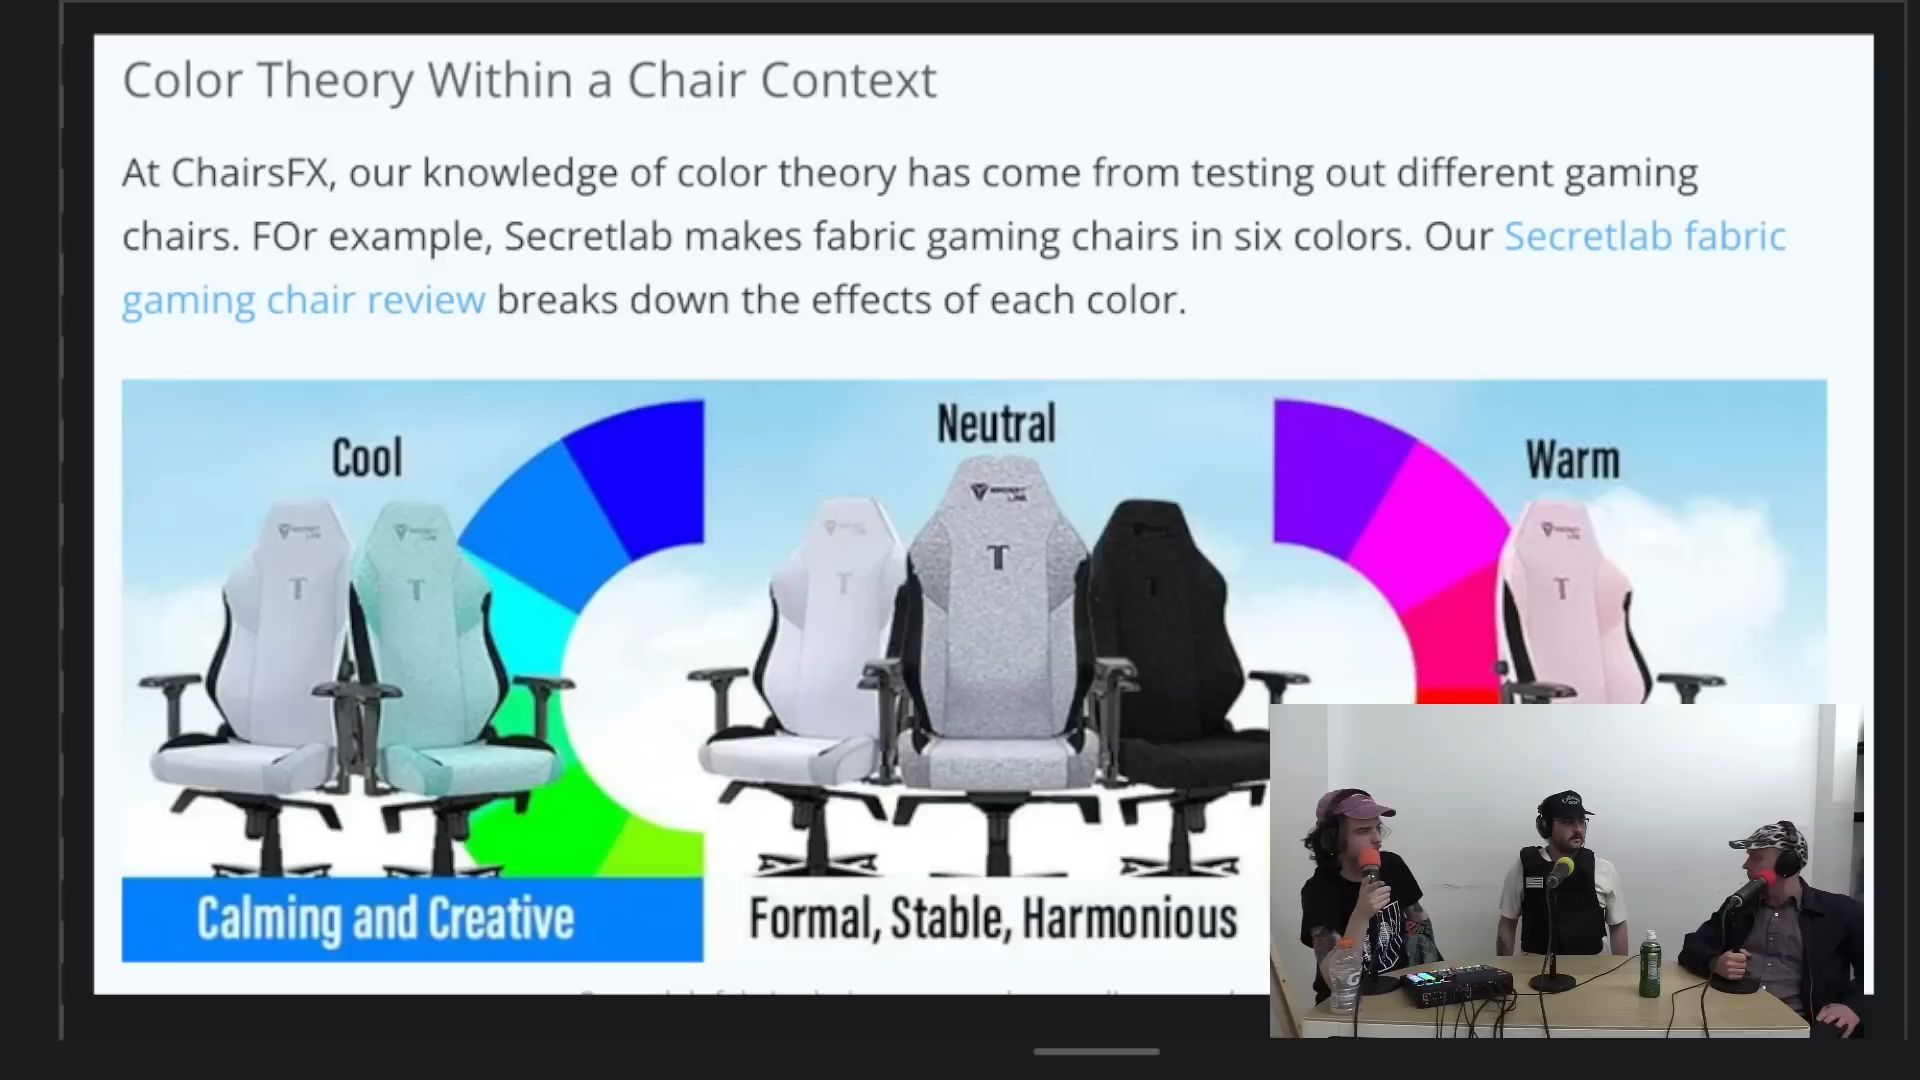 Color Theory Within a Chair Context
At ChairsFX, our knowledge of color theory has come from testing out different gaming
chairs. FOr example, Secretlab makes fabric gaming chairs in six colors. Our Secretlab fabric
gaming chair review breaks down the effects of each color.
Cool
Neutral
Warm
T
T
T
T
T
T
Calming and Creative
Formal, Stable, Harmonious